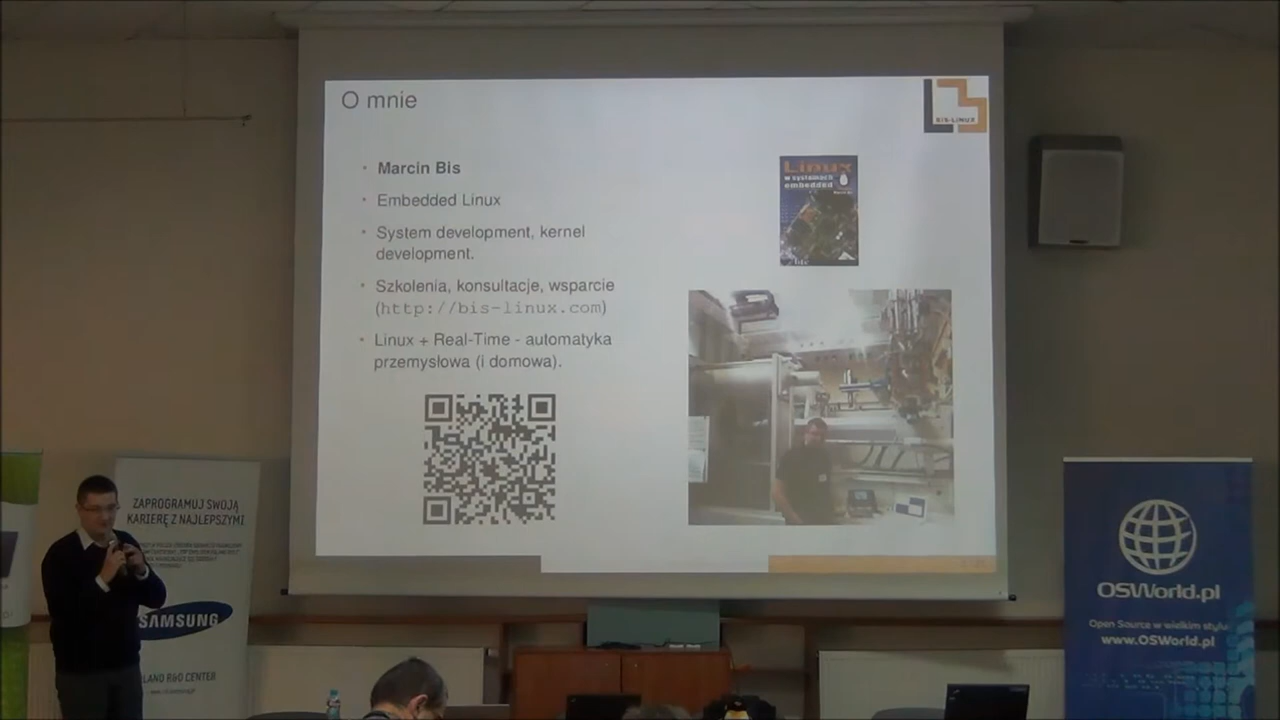 O mnie
BIS-LINUX
Marcin Bis
Embedded Linux
System development, kernel
development.
Szkolenia, konsultacje, wsparcie
(http://bis-linux.com)
Linux + Real-Time - automatyka
przemysłowa (i domowa).
Linux
w systemach
embedded
ZAPROGRAMUJ SWOJĄ
KARIERĘ Z NAJLEPSZYMI
SAMSUNG
LAND R&D CENTER
OSWorld.pl
Open Source w wielkim stylu
www.OSWorld.pl